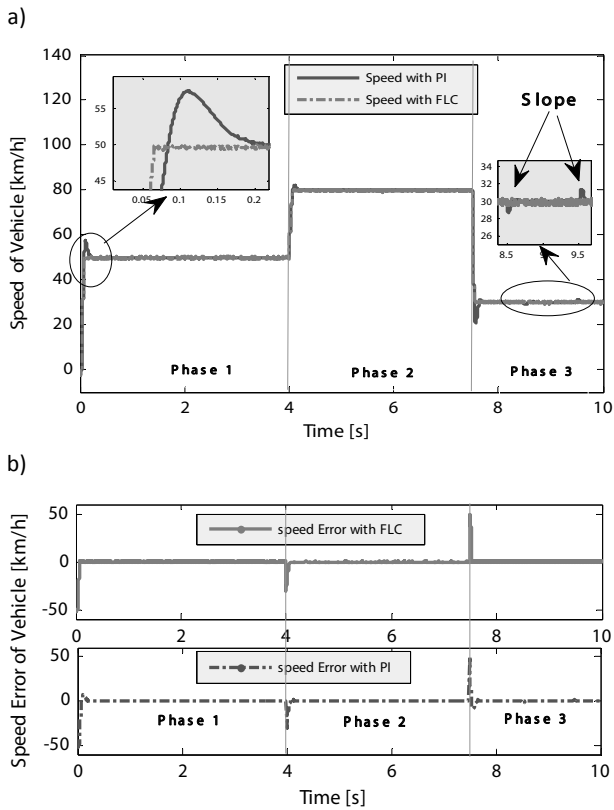 a)
140
120
100
80
60
40
20
0
Speed of Vehicle [km/h]
Speed with PI
Speed with FLC
55
50
45
0.05 0.1 0.15 0.2
Slope
34
32
30
28
26
8.5 9 9.5
Phase 1 Phase 2 Phase 3
0 2 4 6 8 10
Time [s]
b)
Speed Error of Vehicle [km/h]
50
0
-50
speed Error with FLC
0 2 4 6 8 10
50
0
-50
speed Error with PI
Phase 1 Phase 2 Phase 3
0 2 4 6 8 10
Time [s]